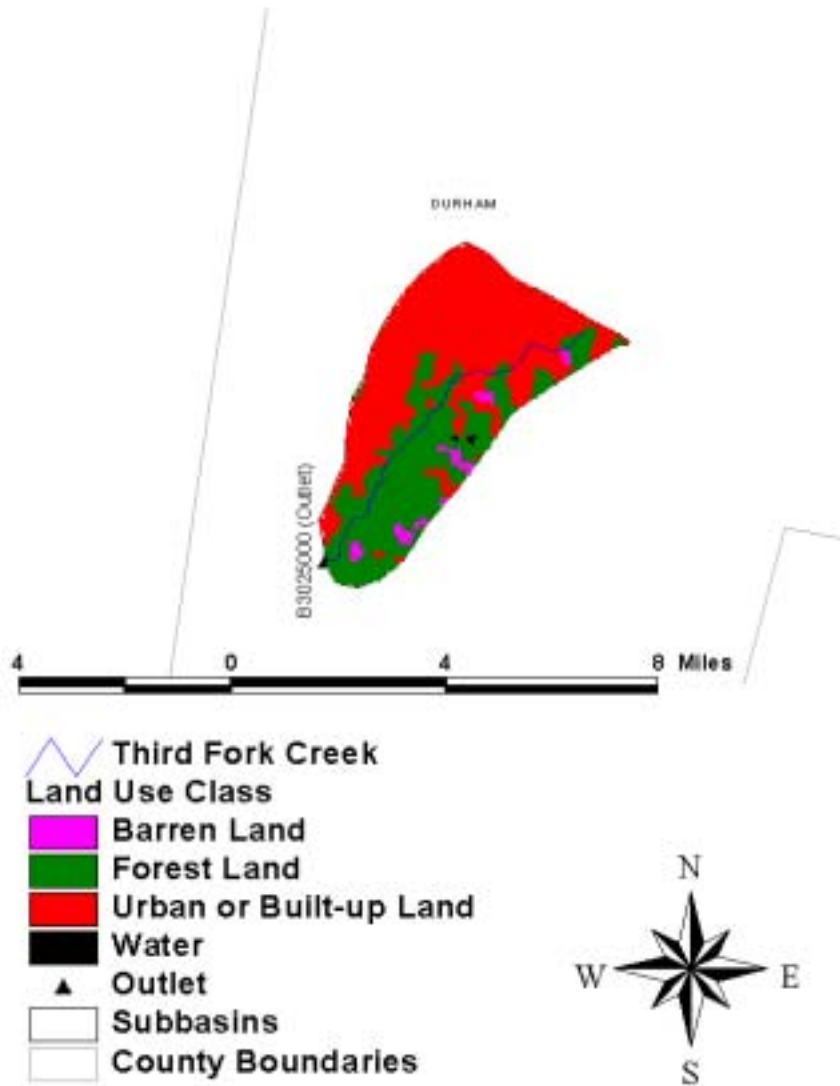 DURHAM
B3025000 (Outlet)
4 0 4 8 Miles
Third Fork Creek
Land Use Class
Barren Land
Forest Land
Urban or Built-up Land
Water
Outlet
Subbasins
County Boundaries
N
W E
S